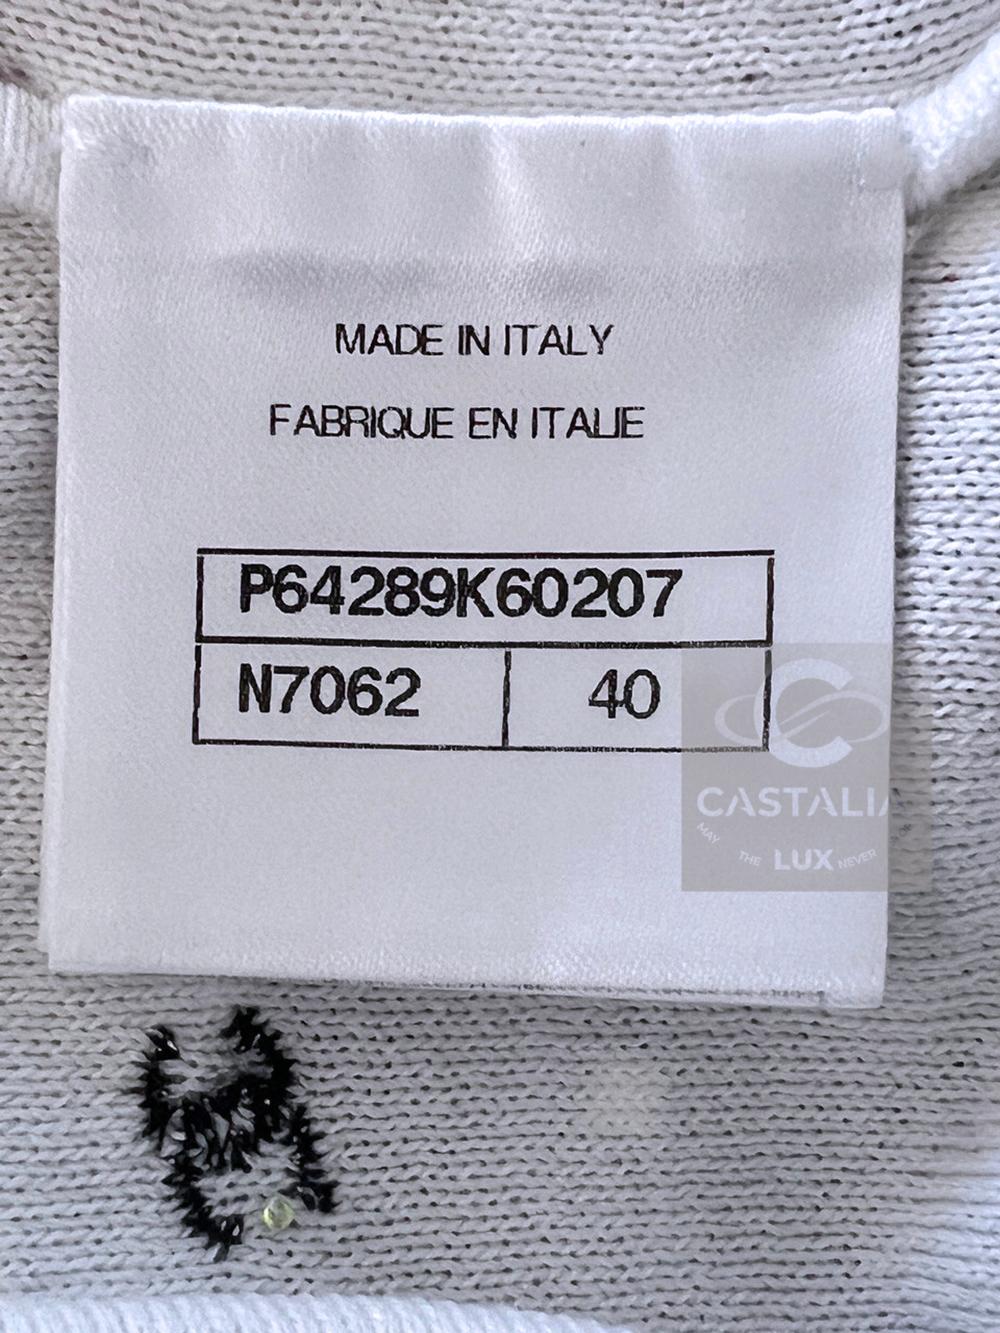 MADE IN ITALY
FABRIQUE EN ITALIE
P64289K60207
N7062
40
CASTALIA
MAY THE LUX NEVER